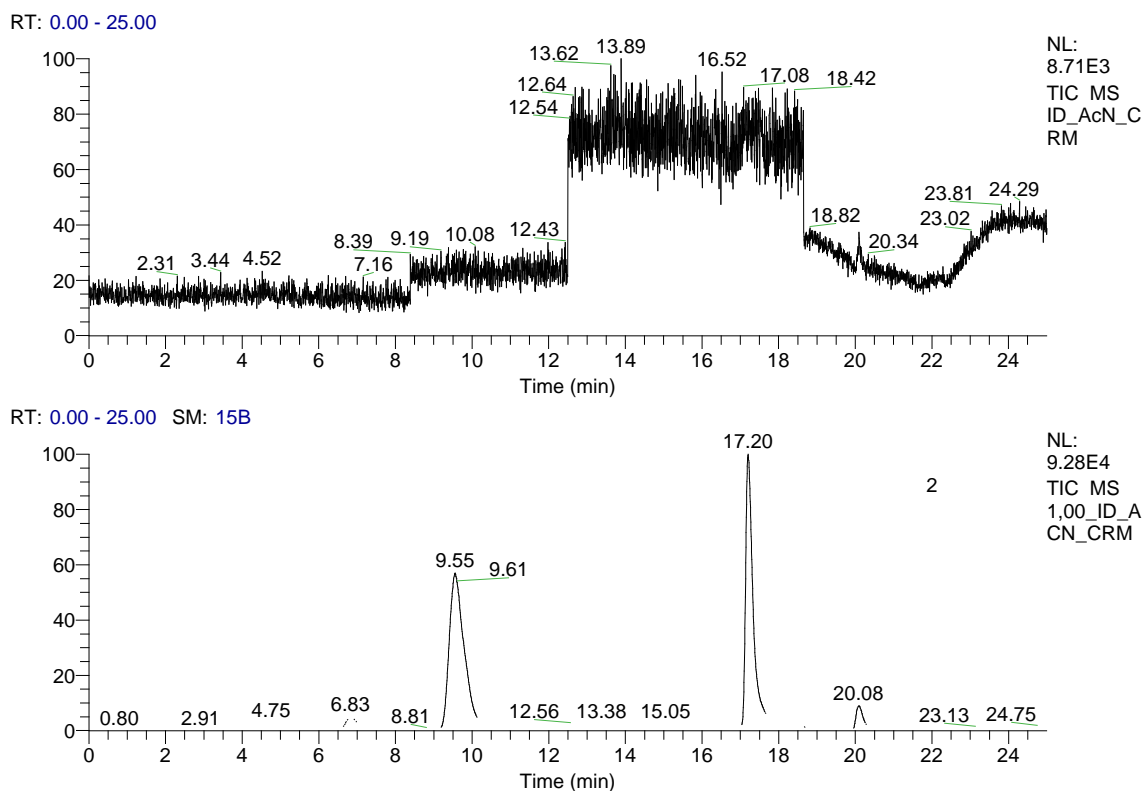 RT: 0.00 - 25.00
NL:
8.71E3
TIC MS
ID_AcN_C
RM
13.62 13.89 16.52
17.08 18.42
12.64
12.54
23.81 24.29
8.39 9.19 10.08 12.43
18.82 23.02
2.31 3.44 4.52 7.16 20.34
100
80
60
40
20
0
0 2 4 6 8 10 12 14 16 18 20 22 24
Time (min)
RT: 0.00 - 25.00 SM: 15B
NL:
9.28E4
TIC MS
1,00_ID_A
CN_CRM
17.20
2
9.55
9.61
0.80 2.91 4.75 6.83 8.81 12.56 13.38 15.05 20.08 23.13 24.75
100
80
60
40
20
0
0 2 4 6 8 10 12 14 16 18 20 22 24
Time (min)